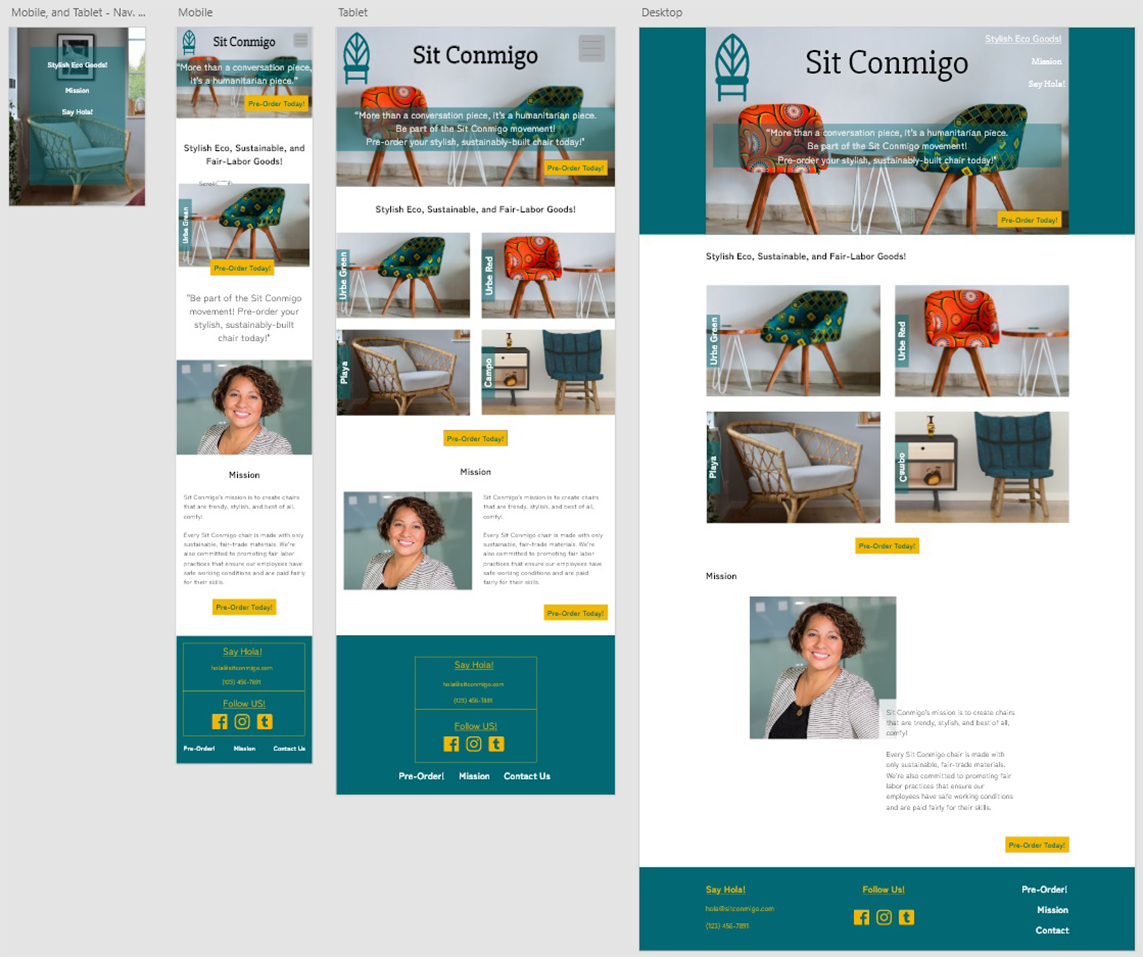 Mobile, and Tablet - Nav. ...
Stylish Eco Goods!
Mission
Say Hola!
Mobile
Sit Conmigo
"More than a conversation piece,
it's a humanitarian piece."
Pre-Order Today!
Stylish Eco, Sustainable, and
Fair-Labor Goods!
Urbe Green
Pre-Order Today!
"Be part of the Sit Conmigo
movement! Pre-order your
stylish, sustainably-built
chair today!"
Mission
Sit Conmigo's mission is to create chairs
that are trendy, stylish, and best of all,
comfy!
Every Sit Conmigo chair is made with only
sustainable, fair-trade materials. We're
also committed to promoting fair labor
practices that ensure our employees have
safe working conditions and are paid fairly
for their skills.
Pre-Order Today!
Say Hola!
hola@sitconmigo.com
(123) 456-7891
Follow US!
Pre-Order! Mission Contact Us
Tablet
Sit Conmigo
"More than a conversation piece, it's a humanitarian piece.
Be part of the Sit Conmigo movement!
Pre-order your stylish, sustainably-built chair today!"
Pre-Order Today!
Stylish Eco, Sustainable, and Fair-Labor Goods!
Urbe Green
Urbe Red
Playa
Campo
Pre-Order Today!
Mission
Sit Conmigo's mission is to create chairs
that are trendy, stylish, and best of all,
comfy!
Every Sit Conmigo chair is made with only
sustainable, fair-trade materials. We're
also committed to promoting fair labor
practices that ensure our employees have
safe working conditions and are paid
fairly for their skills.
Pre-Order Today!
Say Hola!
hola@sitconmigo.com
(123) 456-7891
Follow US!
Pre-Order! Mission Contact Us
Desktop
Stylish Eco Goods!
Sit Conmigo
Mission
Say Hola!
"More than a conversation piece, it's a humanitarian piece.
Be part of the Sit Conmigo movement!
Pre-order your stylish, sustainably-built chair today!"
Pre-Order Today!
Stylish Eco, Sustainable, and Fair-Labor Goods!
Urbe Green
Urbe Red
Playa
Campo
Pre-Order Today!
Mission
Sit Conmigo's mission is to create chairs
that are trendy, stylish, and best of all,
comfy!
Every Sit Conmigo chair is made with
only sustainable, fair-trade materials.
We're also committed to promoting fair
labor practices that ensure our
employees have safe working conditions
and are paid fairly for their skills.
Pre-Order Today!
Say Hola!
hola@sitconmigo.com
(123) 456-7891
Follow Us!
Pre-Order!
Mission
Contact